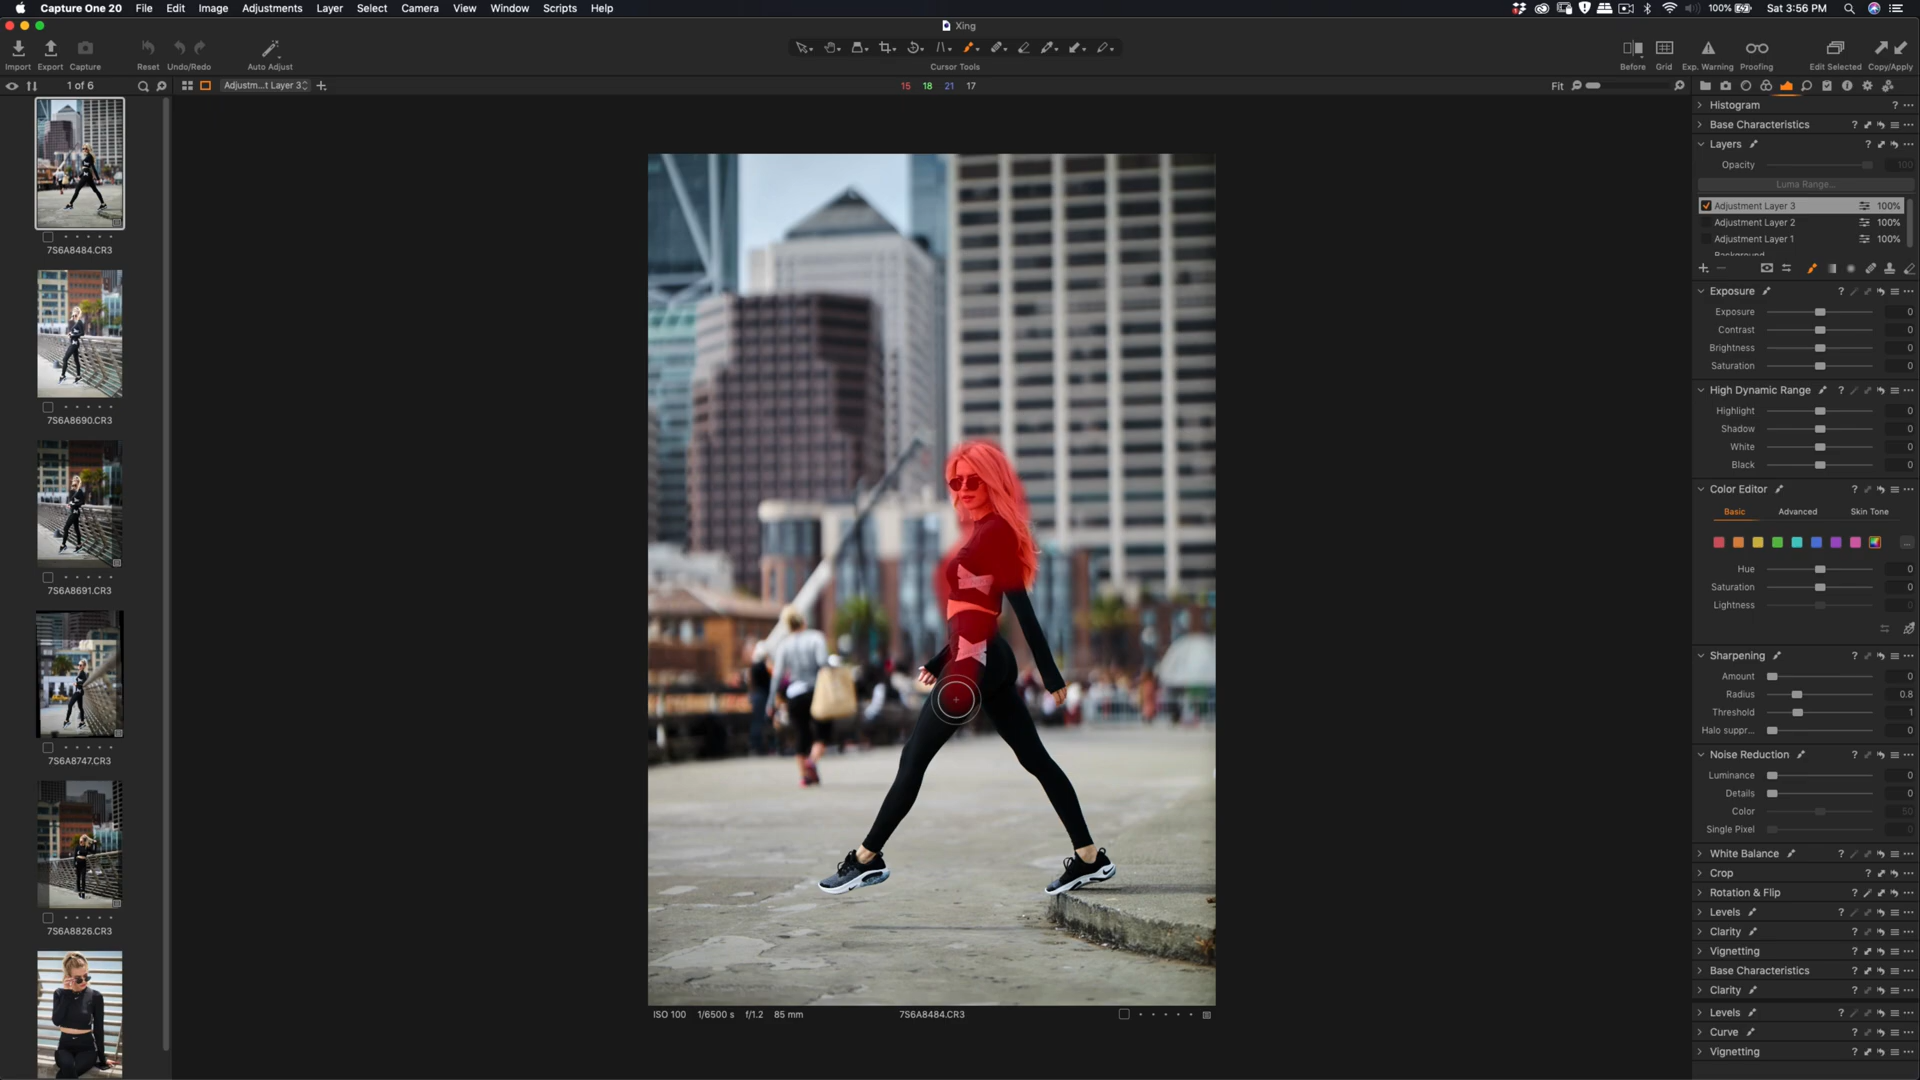 Capture One 20 File Edit Image Adjustments Layer Select Camera View Window Scripts Help 100% Sat 3:56 PM
Xing
Import Export Capture Reset Undo/Redo Auto Adjust Cursor Tools Before Grid Exp. Warning Proofing Edit Selected Copy/Apply
1 of 6 Adjustm...t Layer 3 15 18 21 17 Fit
7S6A8484.CR3
7S6A8690.CR3
7S6A8691.CR3
7S6A8747.CR3
7S6A8826.CR3
ISO 100 1/6500 s f/1.2 85 mm 7S6A8484.CR3
Histogram ?
Base Characteristics ?
Layers ?
Opacity 100
Luma Range...
Adjustment Layer 3 100%
Adjustment Layer 2 100%
Adjustment Layer 1 100%
Background
Exposure ?
Exposure 0
Contrast 0
Brightness 0
Saturation 0
High Dynamic Range ?
Highlight 0
Shadow 0
White 0
Black 0
Color Editor ?
Basic Advanced Skin Tone
Hue 0
Saturation 0
Lightness 0
Sharpening ?
Amount 0
Radius 0.8
Threshold 1
Halo suppr... 0
Noise Reduction ?
Luminance 0
Details 0
Color 50
Single Pixel 0
White Balance ?
Crop ?
Rotation & Flip ?
Levels ?
Clarity ?
Vignetting ?
Base Characteristics ?
Clarity ?
Levels ?
Curve ?
Vignetting ?